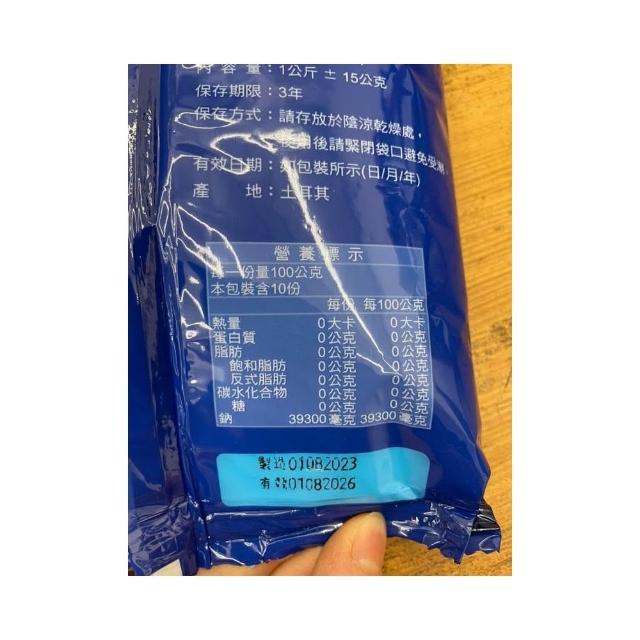 內容量：1公斤 ± 15公克
保存期限：3年
保存方式：請存放於陰涼乾燥處，
使用後請緊閉袋口避免受潮。
有效日期：如包裝所示(日/月/年)
產 地：土耳其
營養標示
每一份量100公克
本包裝含10份
每份 每100公克
熱量 0大卡 0大卡
蛋白質 0公克 0公克
脂肪 0公克 0公克
飽和脂肪 0公克 0公克
反式脂肪 0公克 0公克
碳水化合物 0公克 0公克
糖 0公克 0公克
鈉 39300毫克 39300毫克
製造01082023
有效01082026